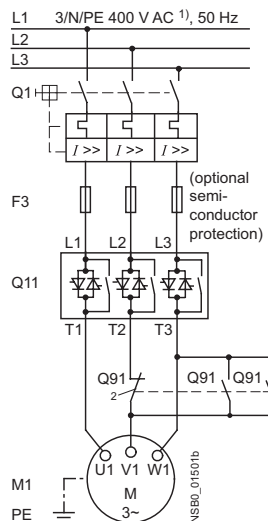 L1 3/N/PE 400 V AC 1), 50 Hz
L2
L3
Q1
I >> I >> I >>
F3
(optional
semi-
conductor
protection)
L1 L2 L3
Q11
T1 T2 T3
Q91 Q91 Q91
2
U1 V1 W1
M1
M
3~
PE
NSB0_01501b